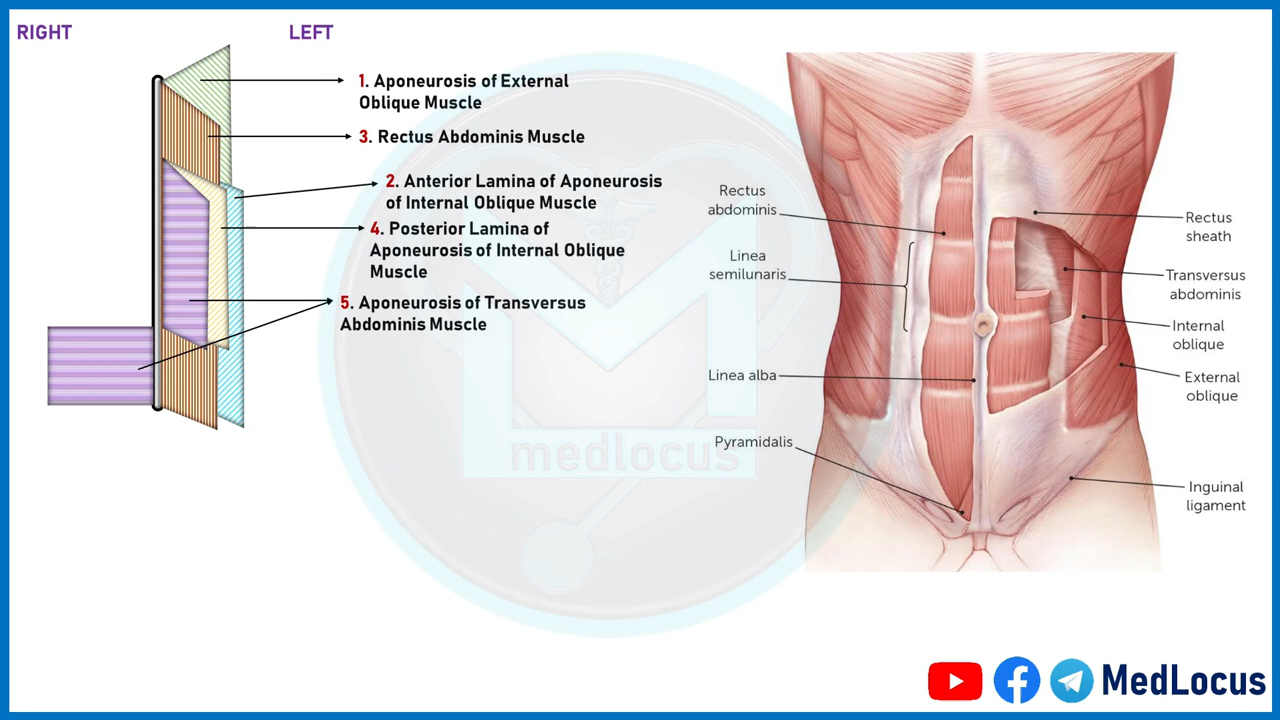 RIGHT
LEFT
1. Aponeurosis of External
Oblique Muscle
3. Rectus Abdominis Muscle
2. Anterior Lamina of Aponeurosis
of Internal Oblique Muscle
4. Posterior Lamina of
Aponeurosis of Internal Oblique
Muscle
5. Aponeurosis of Transversus
Abdominis Muscle
medlocus
Rectus
abdominis
Linea
semilunaris
Linea alba
Pyramidalis
Rectus
sheath
Transversus
abdominis
Internal
oblique
External
oblique
Inguinal
ligament
MedLocus